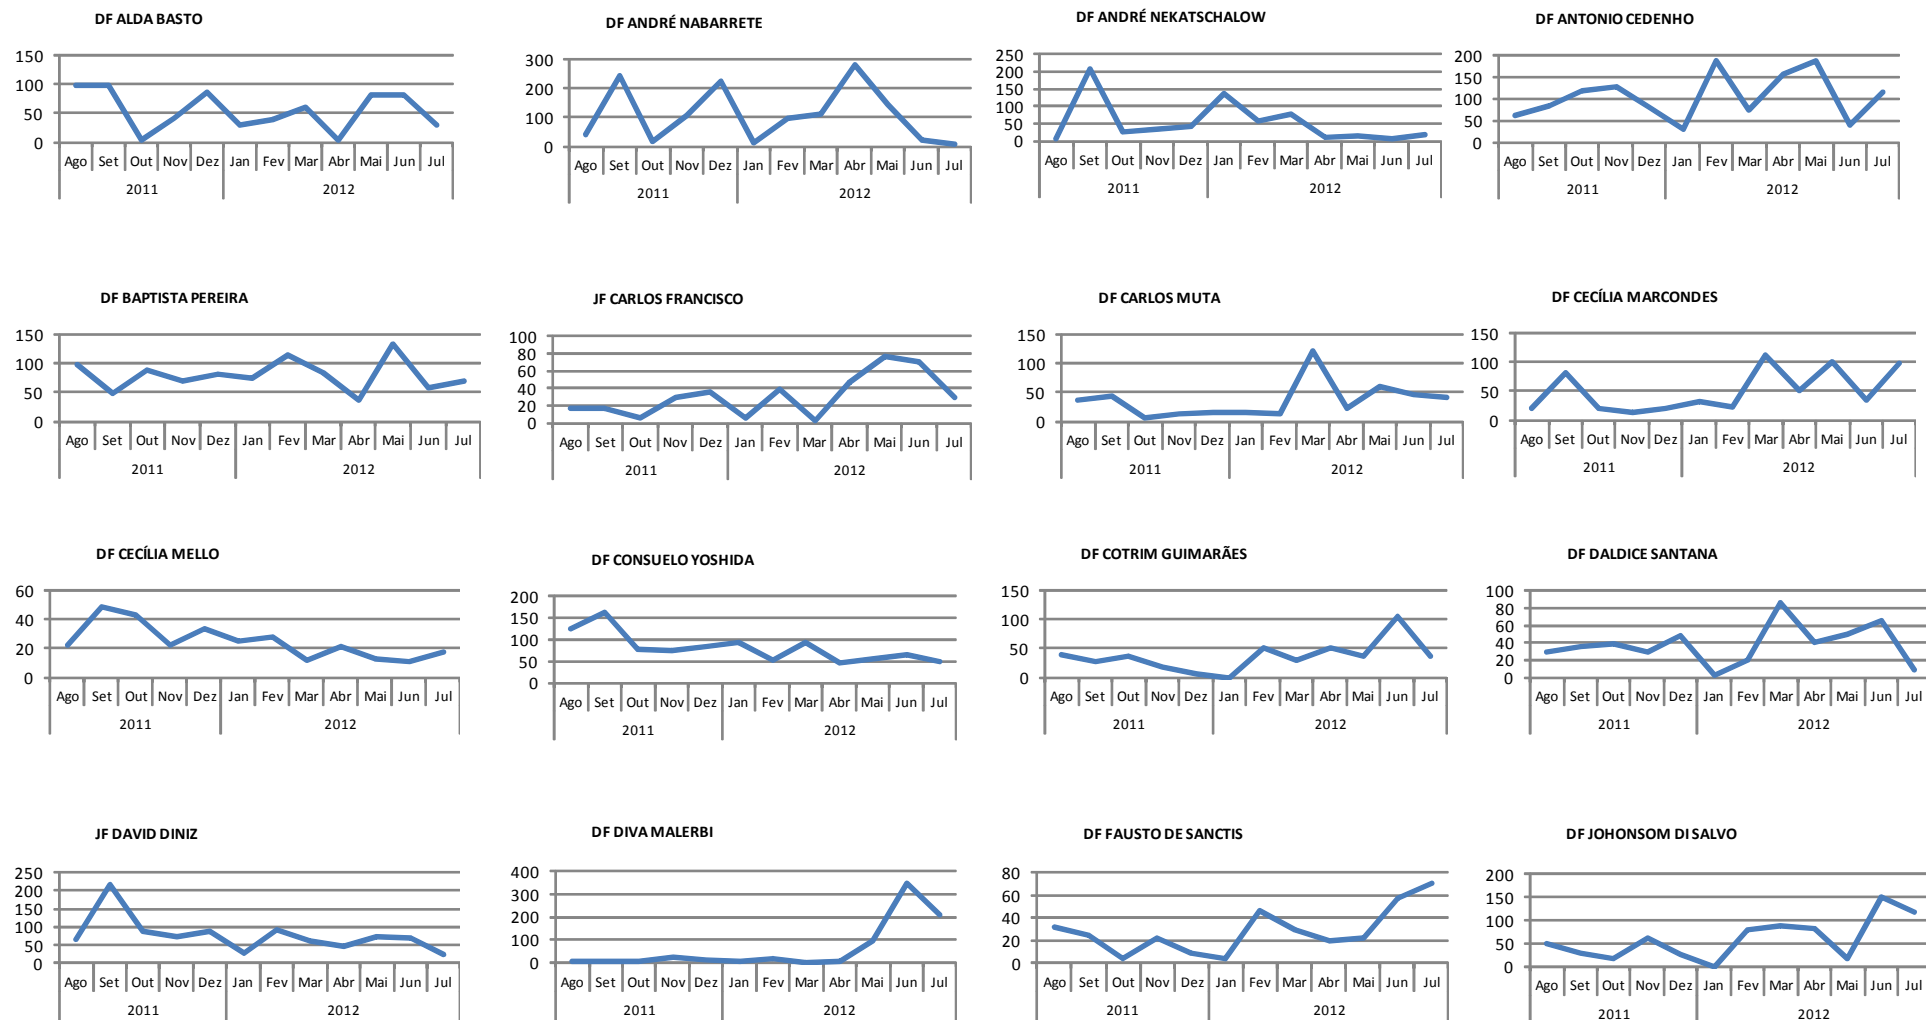 DF ALDA BASTO
150
100
50
0
Ago Set Out Nov Dez Jan Fev Mar Abr Mai Jun Jul
2011 2012
DF ANDRÉ NABARRETE
300
200
100
0
Ago Set Out Nov Dez Jan Fev Mar Abr Mai Jun Jul
2011 2012
DF ANDRÉ NEKATSCHALOW
250
200
150
100
50
0
Ago Set Out Nov Dez Jan Fev Mar Abr Mai Jun Jul
2011 2012
DF ANTONIO CEDENHO
200
150
100
50
0
Ago Set Out Nov Dez Jan Fev Mar Abr Mai Jun Jul
2011 2012
DF BAPTISTA PEREIRA
150
100
50
0
Ago Set Out Nov Dez Jan Fev Mar Abr Mai Jun Jul
2011 2012
JF CARLOS FRANCISCO
100
80
60
40
20
0
Ago Set Out Nov Dez Jan Fev Mar Abr Mai Jun Jul
2011 2012
DF CARLOS MUTA
150
100
50
0
Ago Set Out Nov Dez Jan Fev Mar Abr Mai Jun Jul
2011 2012
DF CECÍLIA MARCONDES
150
100
50
0
Ago Set Out Nov Dez Jan Fev Mar Abr Mai Jun Jul
2011 2012
DF CECÍLIA MELLO
60
40
20
0
Ago Set Out Nov Dez Jan Fev Mar Abr Mai Jun Jul
2011 2012
DF CONSUELO YOSHIDA
200
150
100
50
0
Ago Set Out Nov Dez Jan Fev Mar Abr Mai Jun Jul
2011 2012
DF COTRIM GUIMARÃES
150
100
50
0
Ago Set Out Nov Dez Jan Fev Mar Abr Mai Jun Jul
2011 2012
DF DALDICE SANTANA
100
80
60
40
20
0
Ago Set Out Nov Dez Jan Fev Mar Abr Mai Jun Jul
2011 2012
JF DAVID DINIZ
250
200
150
100
50
0
Ago Set Out Nov Dez Jan Fev Mar Abr Mai Jun Jul
2011 2012
DF DIVA MALERBI
400
300
200
100
0
Ago Set Out Nov Dez Jan Fev Mar Abr Mai Jun Jul
2011 2012
DF FAUSTO DE SANCTIS
80
60
40
20
0
Ago Set Out Nov Dez Jan Fev Mar Abr Mai Jun Jul
2011 2012
DF JOHONSOM DI SALVO
200
150
100
50
0
Ago Set Out Nov Dez Jan Fev Mar Abr Mai Jun Jul
2011 2012